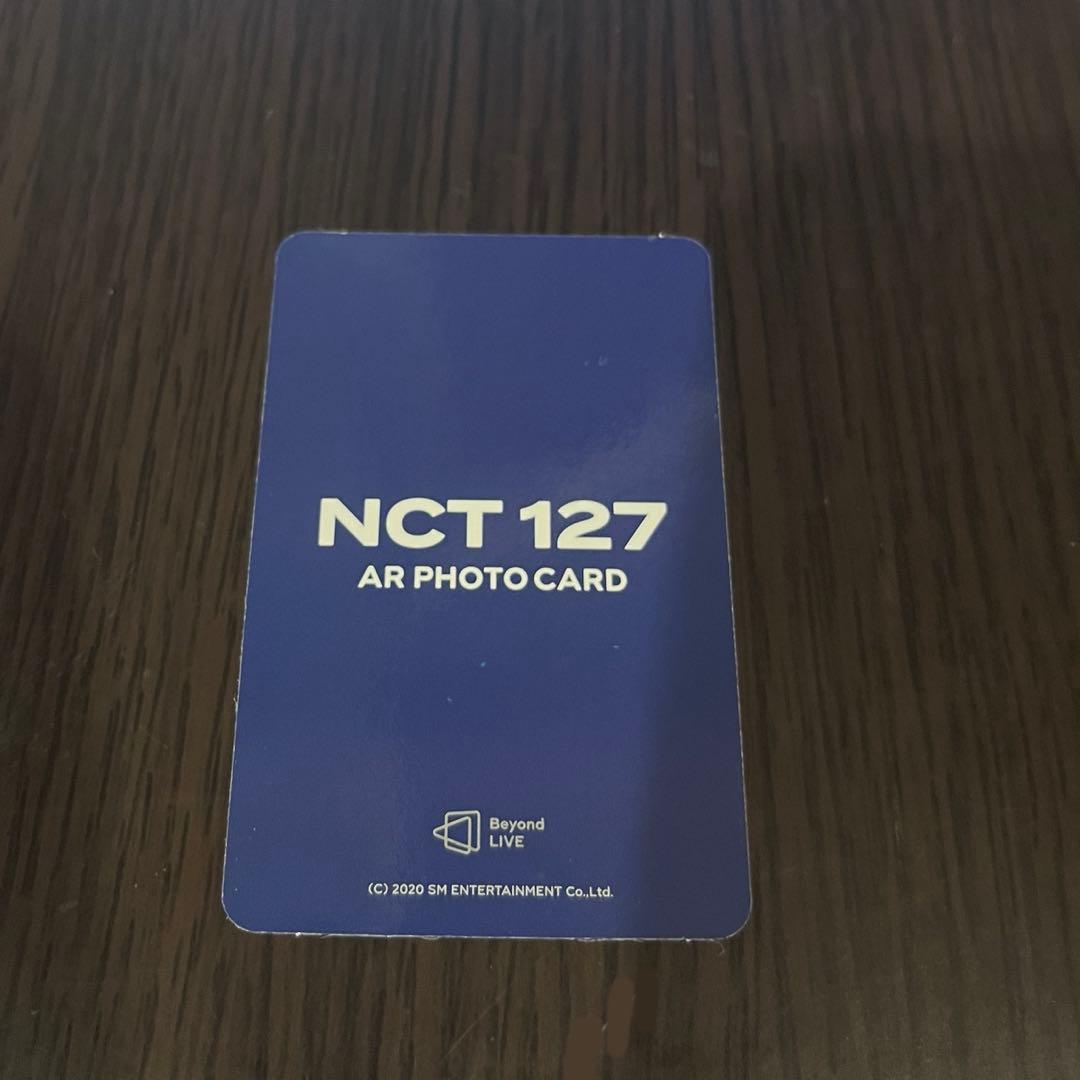 NCT 127
AR PHOTO CARD
Beyond
LIVE
(C) 2020 SM ENTERTAINMENT Co.,Ltd.